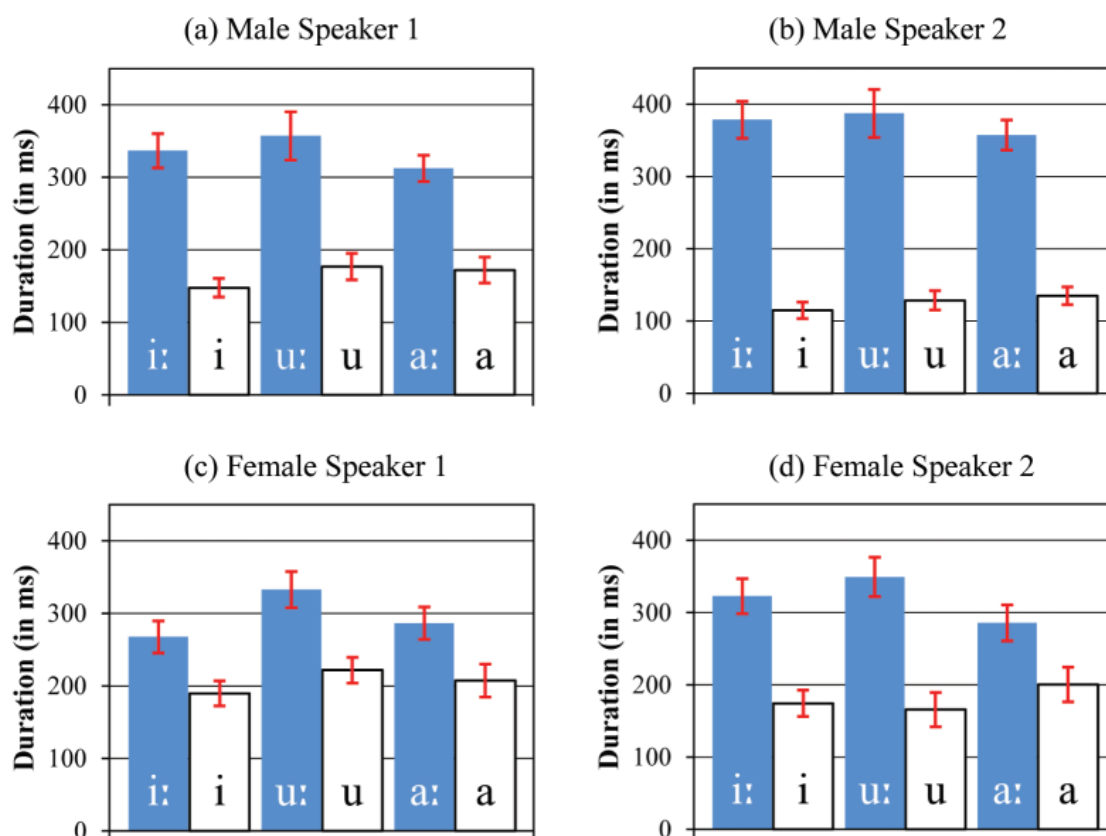 (a) Male Speaker 1
Duration (in ms)
400
300
200
100
0
iː i uː u aː a
(b) Male Speaker 2
Duration (in ms)
400
300
200
100
0
iː i uː u aː a
(c) Female Speaker 1
Duration (in ms)
400
300
200
100
0
iː i uː u aː a
(d) Female Speaker 2
Duration (in ms)
400
300
200
100
0
iː i uː u aː a